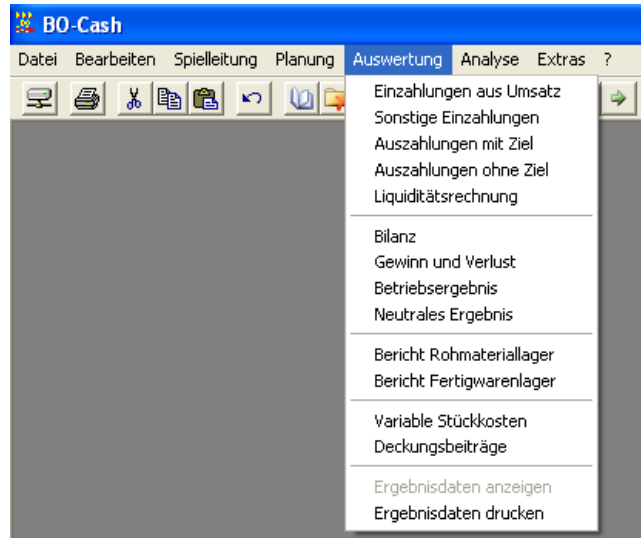 BO-Cash
Datei Bearbeiten Spielleitung Planung Auswertung Analyse Extras ?
Einzahlungen aus Umsatz
Sonstige Einzahlungen
Auszahlungen mit Ziel
Auszahlungen ohne Ziel
Liquiditätsrechnung
Bilanz
Gewinn und Verlust
Betriebsergebnis
Neutrales Ergebnis
Bericht Rohmateriallager
Bericht Fertigwarenlager
Variable Stückkosten
Deckungsbeiträge
Ergebnisdaten anzeigen
Ergebnisdaten drucken